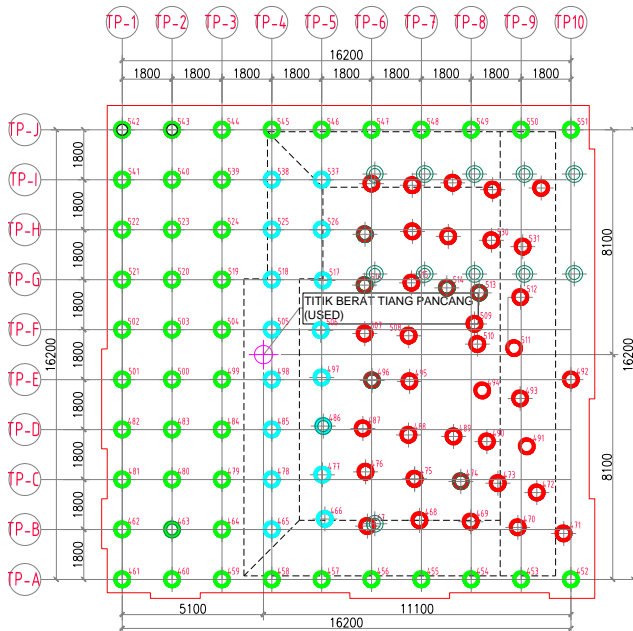 TP-1 TP-2 TP-3 TP-4 TP-5 TP-6 TP-7 TP-8 TP-9 TP10
16200
1800 1800 1800 1800 1800 1800 1800 1800 1800
TP-J 542 543 544 545 546 547 548 549 550 551
1800
TP-I 541 540 539 538 537
1800 8100
TP-H 522 523 524 525 526 530 531
1800
TP-G 521 520 519 518 517 514 513 512
TITIK BERAT TIANG PANCANG
(USED)
1800
TP-F 502 503 504 505 506 507 508 509 510 511
16200 1800 16200
TP-E 501 500 499 498 497 496 495 494 493 492
1800
TP-D 482 483 484 485 486 487 488 489 490 491
1800 8100
TP-C 481 480 479 478 477 476 475 474 473 472
1800
TP-B 462 463 464 465 466 467 468 469 470 471
1800
TP-A 461 460 459 458 457 456 455 454 453 452
5100 11100
16200